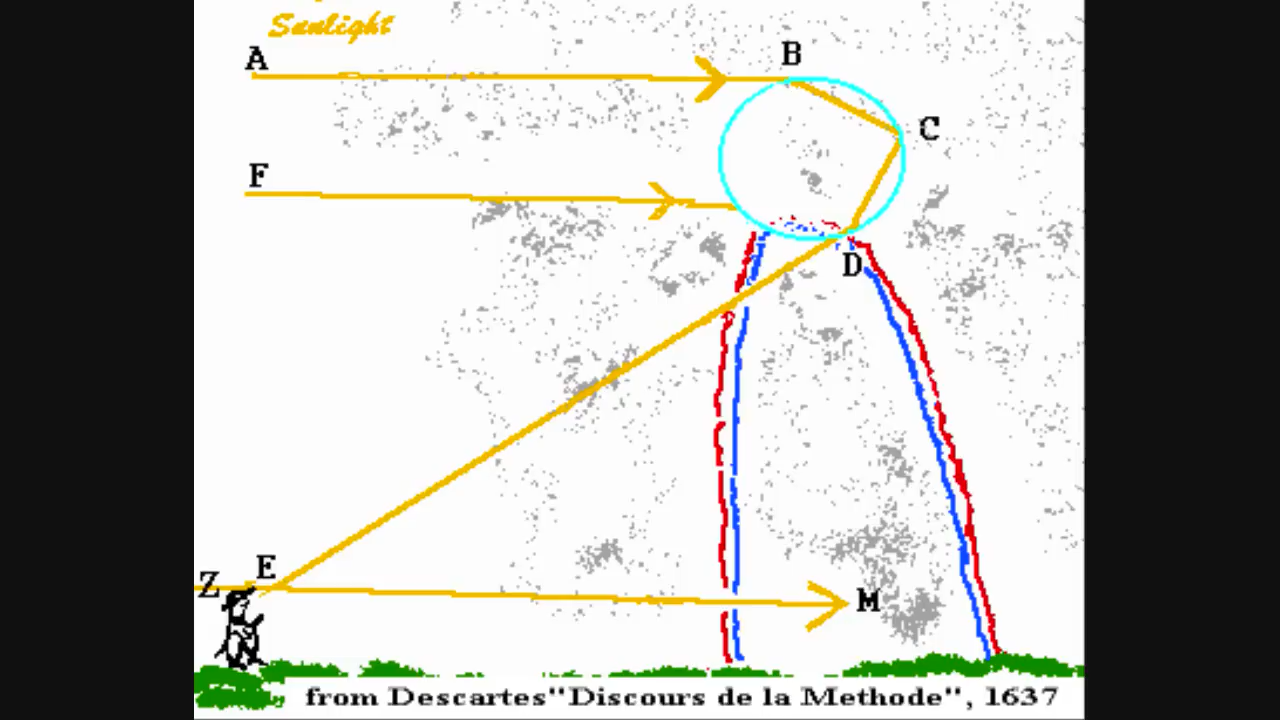 Sunlight
A
B
C
F
D
E
Z
M
from Descartes"Discours de la Methode", 1637